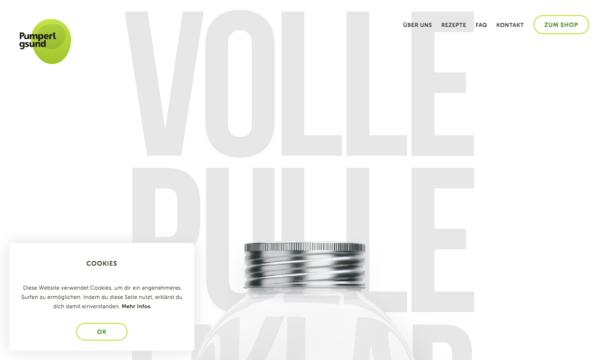 Pumperl
gsund
ÜBER UNS REZEPTE FAQ KONTAKT ZUM SHOP
VOLLE
PULLE
COOKIES
Diese Website verwendet Cookies, um dir ein angenehmeres
Surfen zu ermöglichen. Indem du diese Seite nutzt, erklärst du
dich damit einverstanden. Mehr Infos
OK